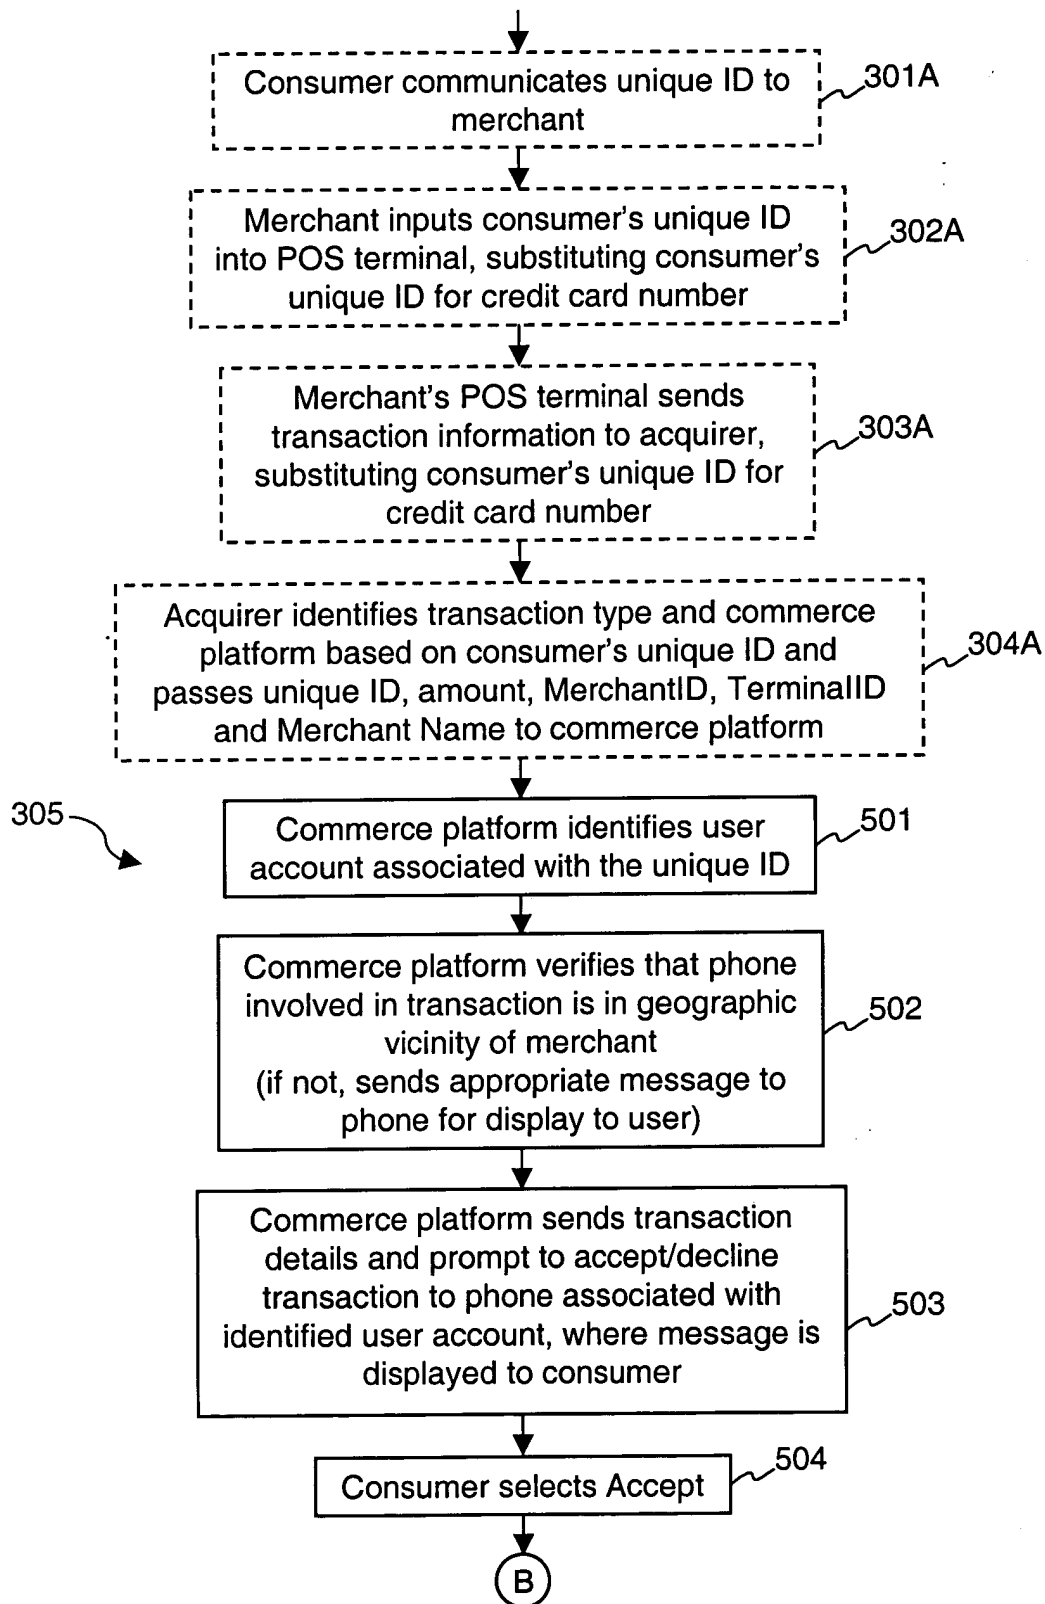 Consumer communicates unique ID to
merchant
301A
Merchant inputs consumer's unique ID
into POS terminal, substituting consumer's
unique ID for credit card number
302A
Merchant's POS terminal sends
transaction information to acquirer,
substituting consumer's unique ID for
credit card number
303A
Acquirer identifies transaction type and commerce
platform based on consumer's unique ID and
passes unique ID, amount, MerchantID, TerminalID
and Merchant Name to commerce platform
304A
305
Commerce platform identifies user
account associated with the unique ID
501
Commerce platform verifies that phone
involved in transaction is in geographic
vicinity of merchant
(if not, sends appropriate message to
phone for display to user)
502
Commerce platform sends transaction
details and prompt to accept/decline
transaction to phone associated with
identified user account, where message is
displayed to consumer
503
Consumer selects Accept
504
B